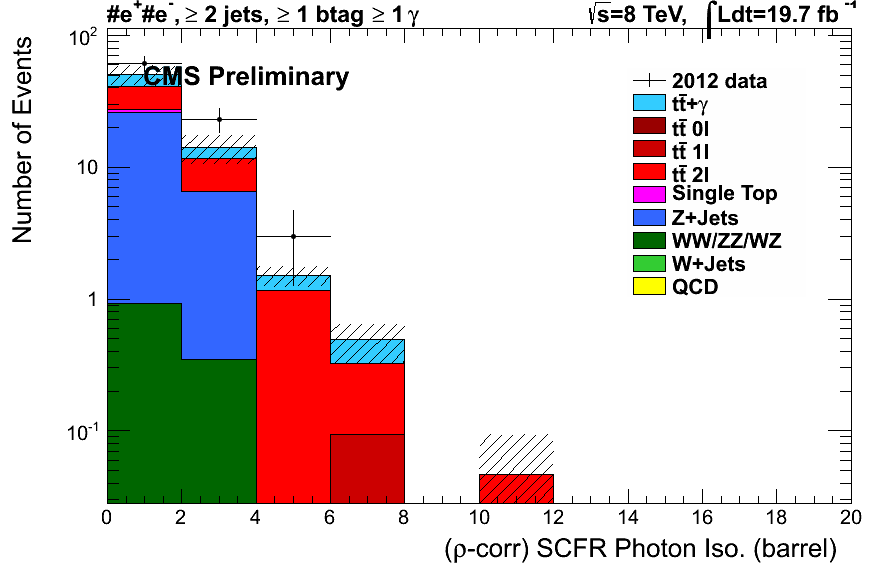 #e⁺#e⁻, ≥ 2 jets, ≥ 1 btag ≥ 1 γ
√s=8 TeV, ∫Ldt=19.7 fb⁻¹
CMS Preliminary
2012 data
tt̄+γ
tt̄ 0l
tt̄ 1l
tt̄ 2l
Single Top
Z+Jets
WW/ZZ/WZ
W+Jets
QCD
Number of Events
10²
10
1
10⁻¹
0 2 4 6 8 10 12 14 16 18 20
(ρ-corr) SCFR Photon Iso. (barrel)